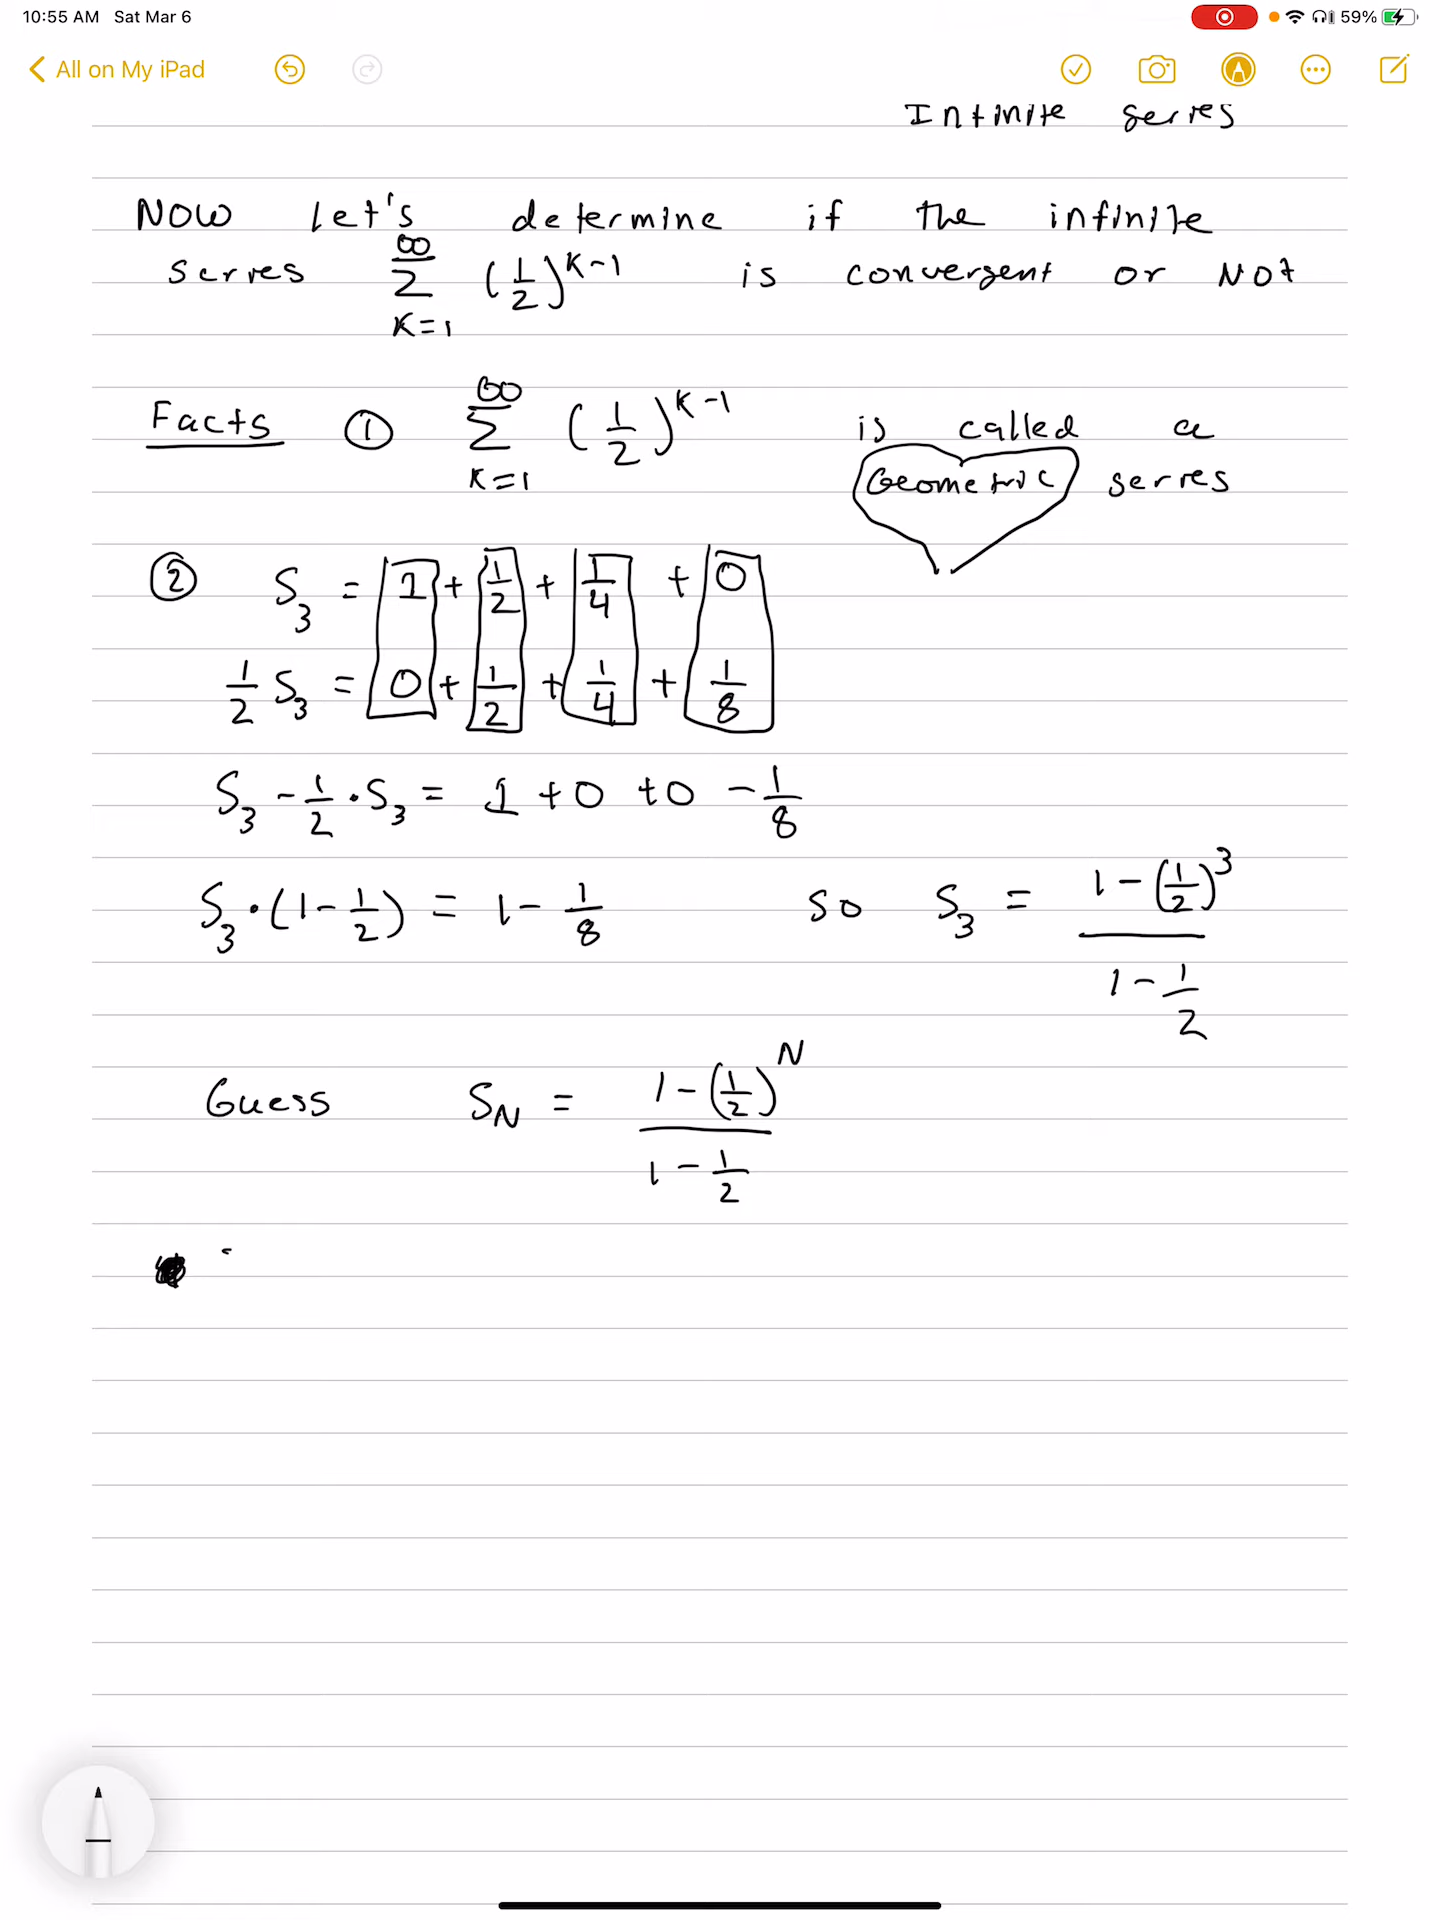 10:55 AM Sat Mar 6 59%
All on My iPad
Infinite series
Now let's determine if the infinite
series ∞ Σ K=1 (1/2)^K-1 is convergent or Not
Facts ① ∞ Σ K=1 (1/2)^K-1 is called a
Geometric series
② S_3 = 1 + 1/2 + 1/4 + 0
1/2 S_3 = 0 + 1/2 + 1/4 + 1/8
S_3 - 1/2 · S_3 = 1 + 0 + 0 - 1/8
S_3 · (1 - 1/2) = 1 - 1/8 so S_3 = (1 - (1/2)^3) / (1 - 1/2)
Guess S_N = (1 - (1/2)^N) / (1 - 1/2)